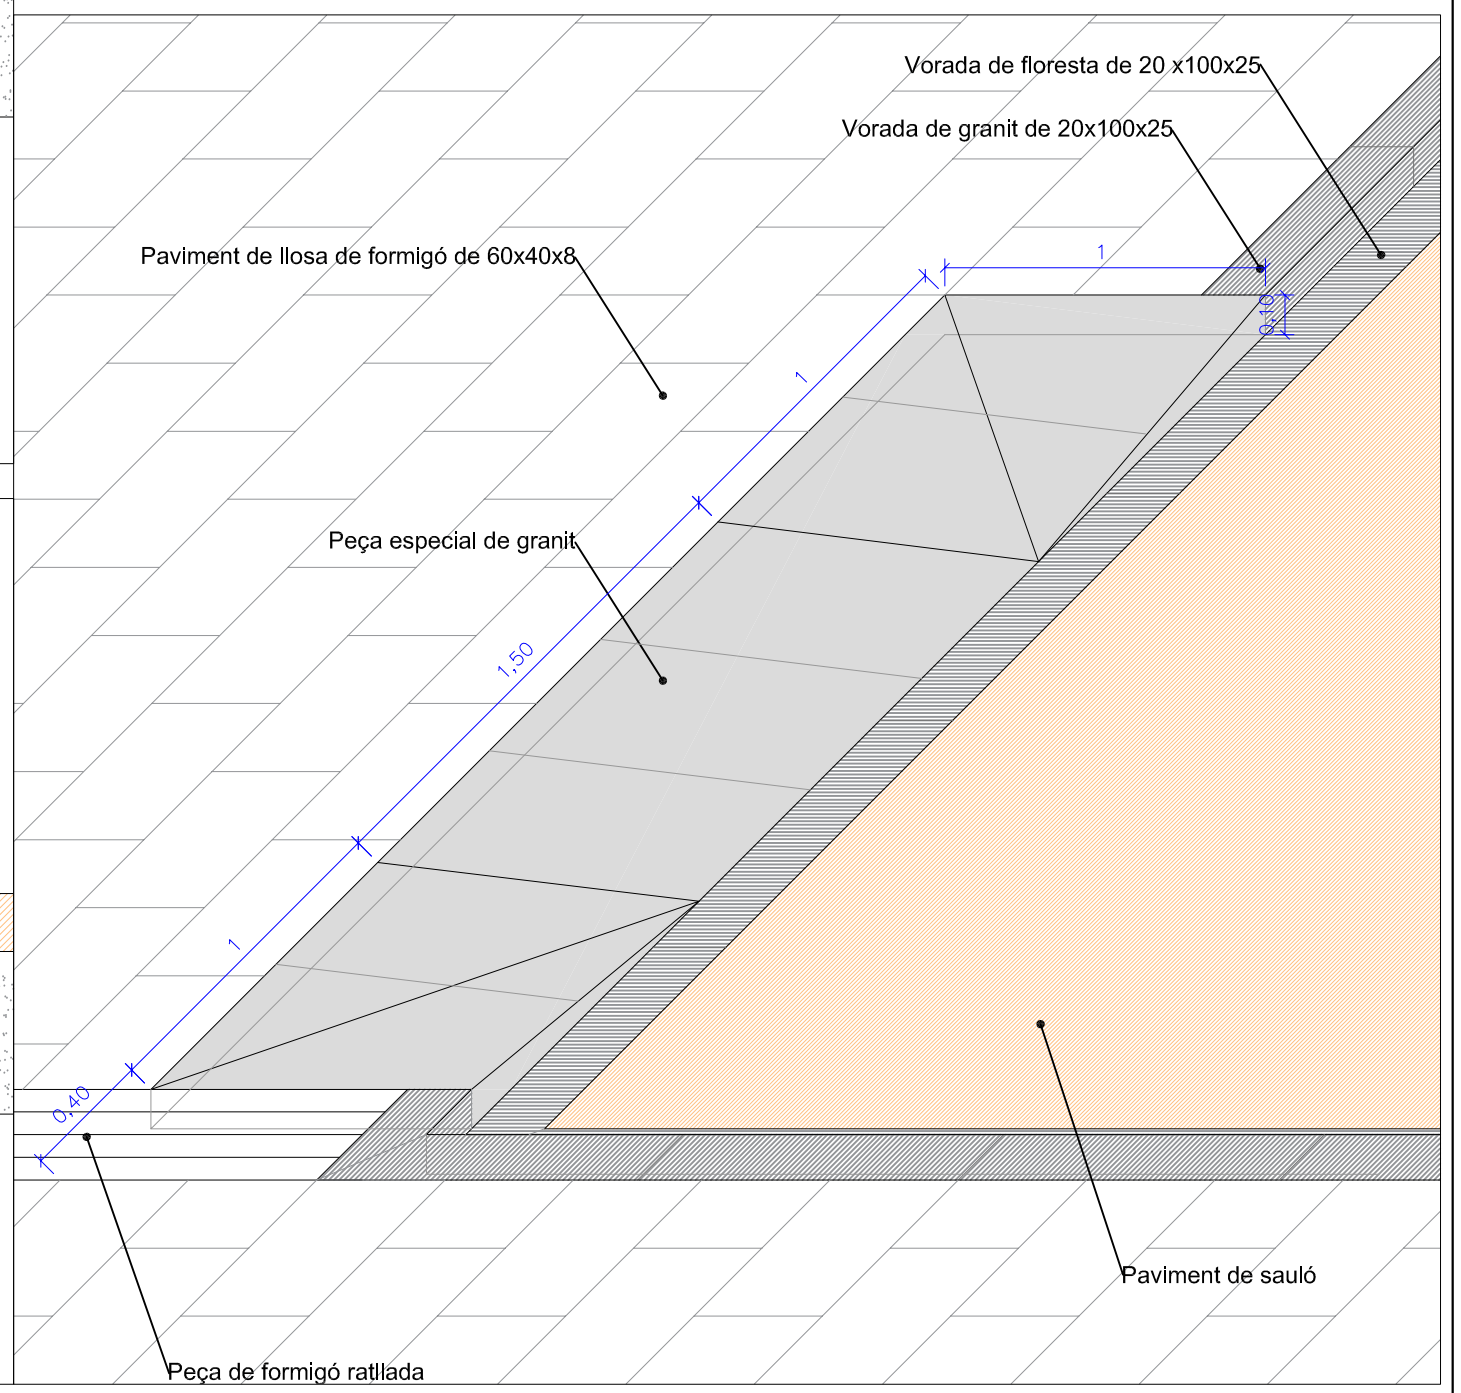 Vorada de floresta de 20 x100x25
Vorada de granit de 20x100x25
Paviment de llosa de formigó de 60x40x8
1
0,10
1
Peça especial de granit
1,50
1
0,40
Paviment de sauló
Peça de formigó ratllada